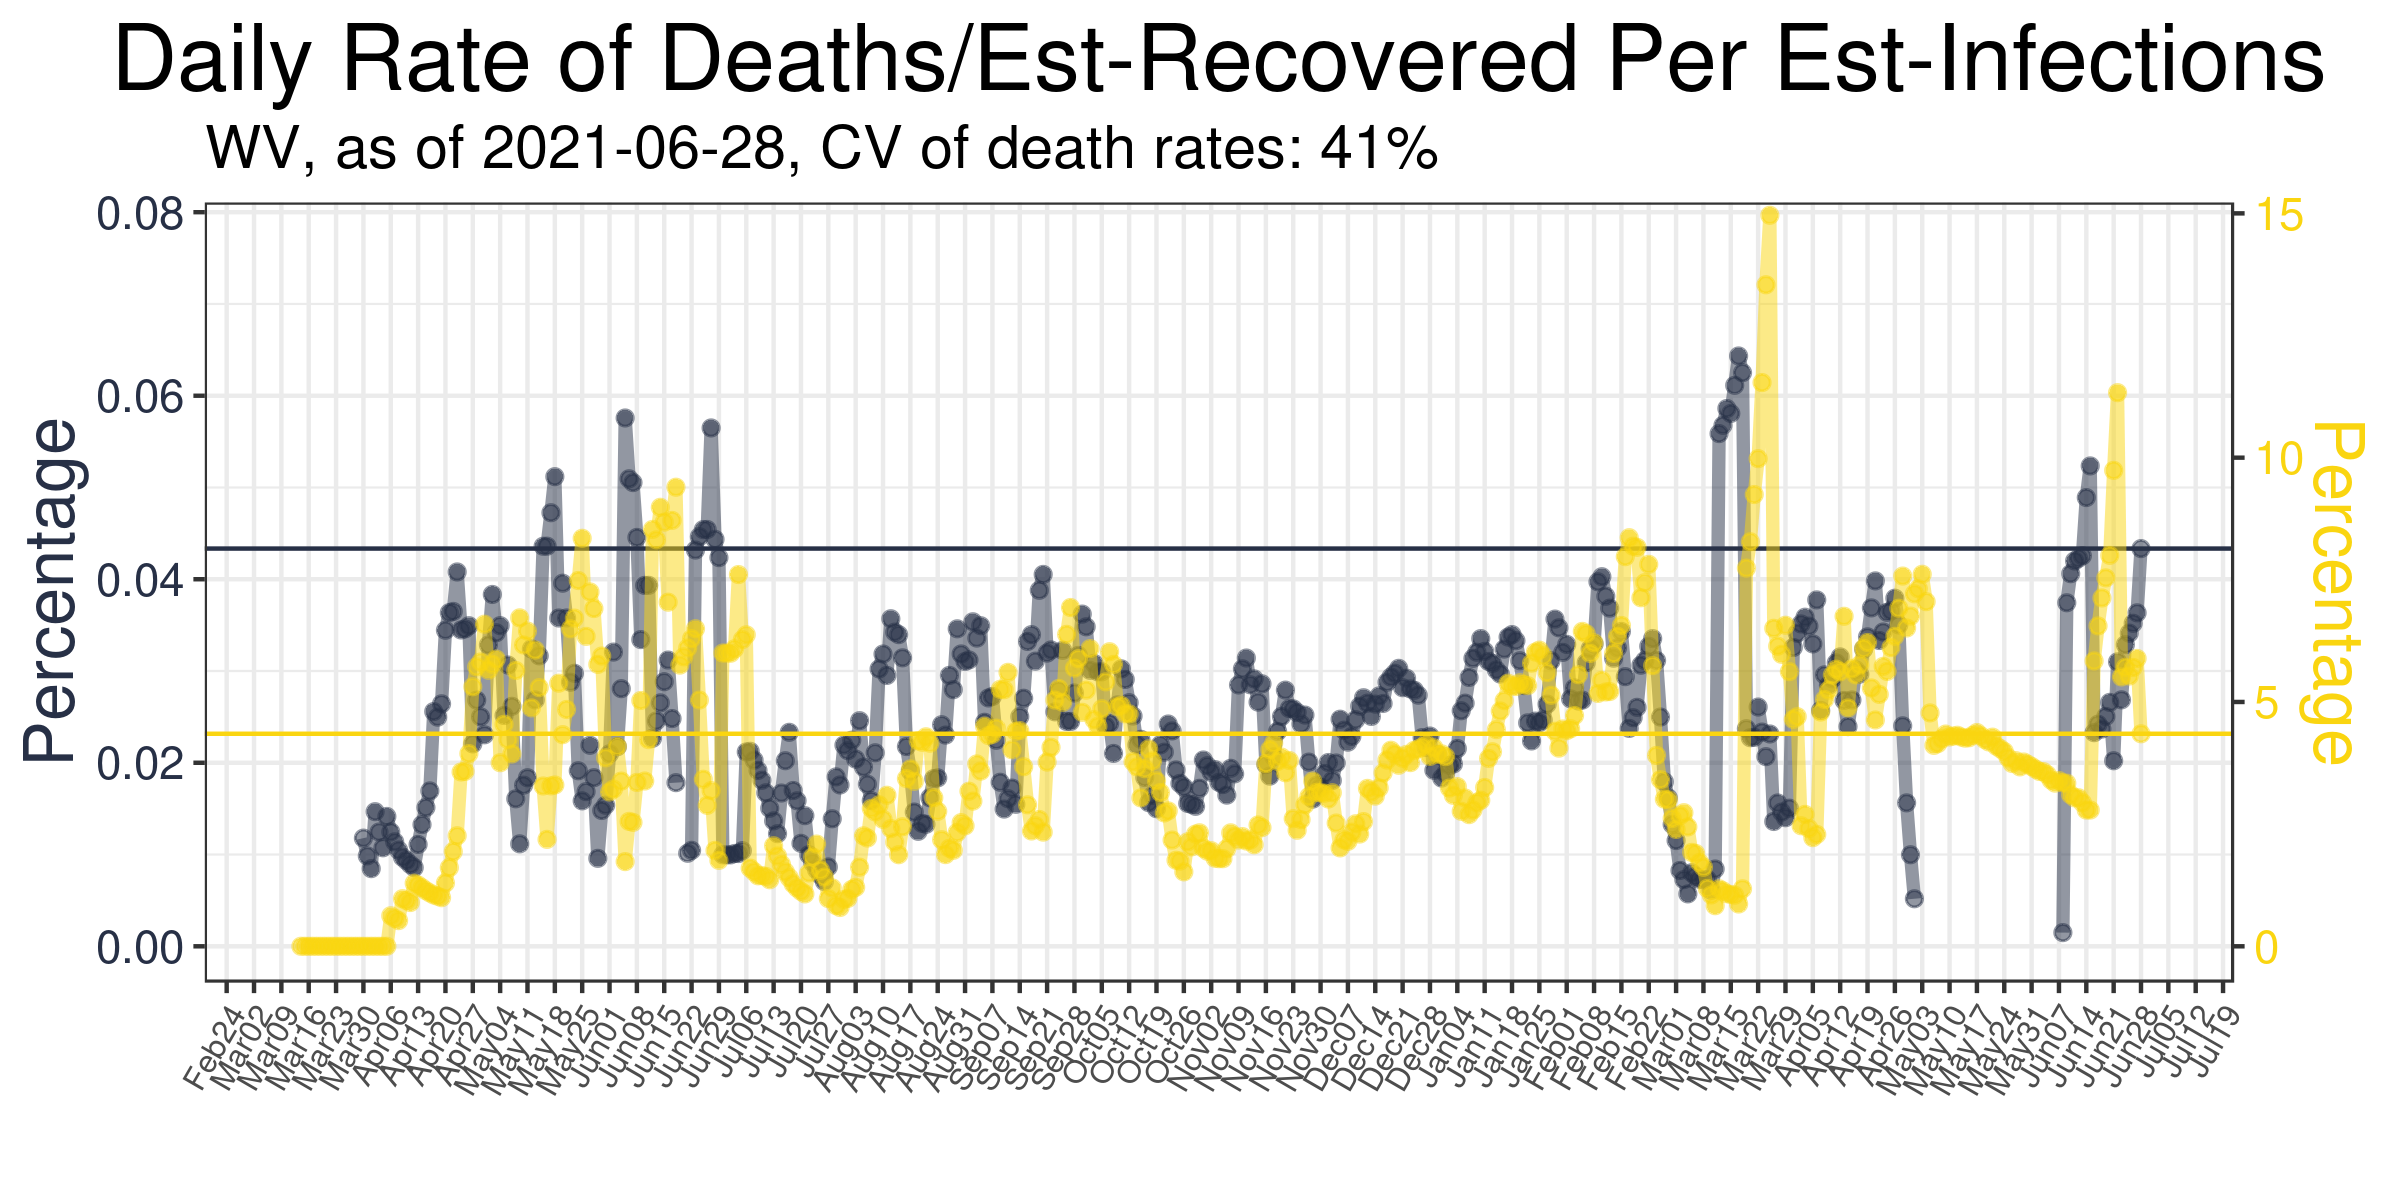 Daily Rate of Deaths/Est-Recovered Per Est-Infections
WV, as of 2021-06-28, CV of death rates: 41%
Percentage
0.08
0.06
0.04
0.02
0.00
15
10
5
0
Percentage
Feb24
Mar02
Mar09
Mar16
Mar23
Mar30
Apr06
Apr13
Apr20
Apr27
May04
May11
May18
May25
Jun01
Jun08
Jun15
Jun22
Jun29
Jul06
Jul13
Jul20
Jul27
Aug03
Aug10
Aug17
Aug24
Aug31
Sep07
Sep14
Sep21
Sep28
Oct05
Oct12
Oct19
Oct26
Nov02
Nov09
Nov16
Nov23
Nov30
Dec07
Dec14
Dec21
Dec28
Jan04
Jan11
Jan18
Jan25
Feb01
Feb08
Feb15
Feb22
Mar01
Mar08
Mar15
Mar22
Mar29
Apr05
Apr12
Apr19
Apr26
May03
May10
May17
May24
May31
Jun07
Jun14
Jun21
Jun28
Jul05
Jul12
Jul19